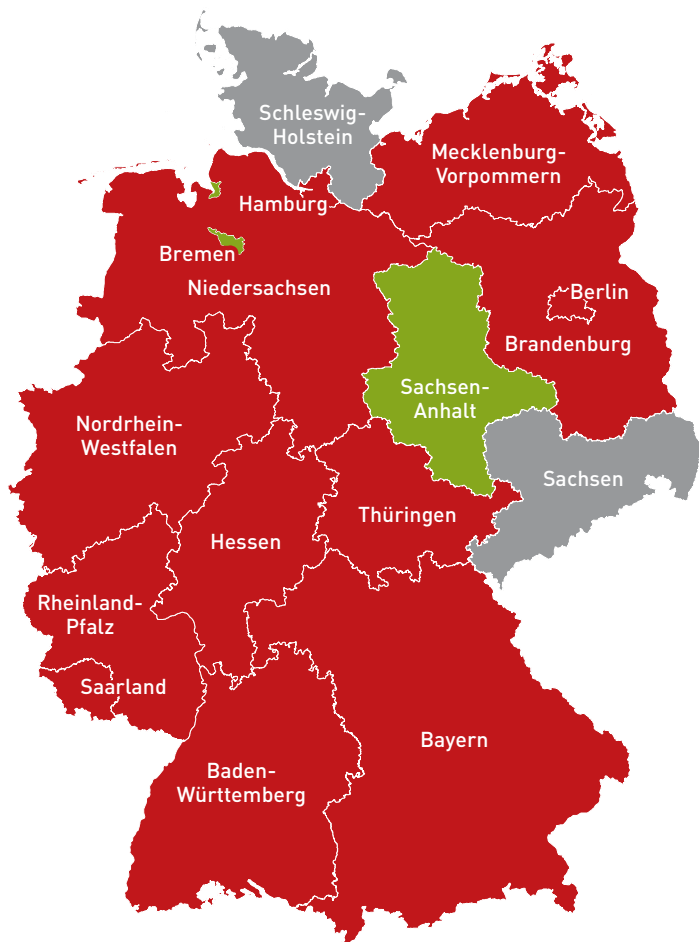 Schleswig-
Holstein
Mecklenburg-
Vorpommern
Hamburg
Bremen
Niedersachsen
Berlin
Brandenburg
Sachsen-
Anhalt
Nordrhein-
Westfalen
Sachsen
Thüringen
Hessen
Rheinland-
Pfalz
Saarland
Bayern
Baden-
Württemberg